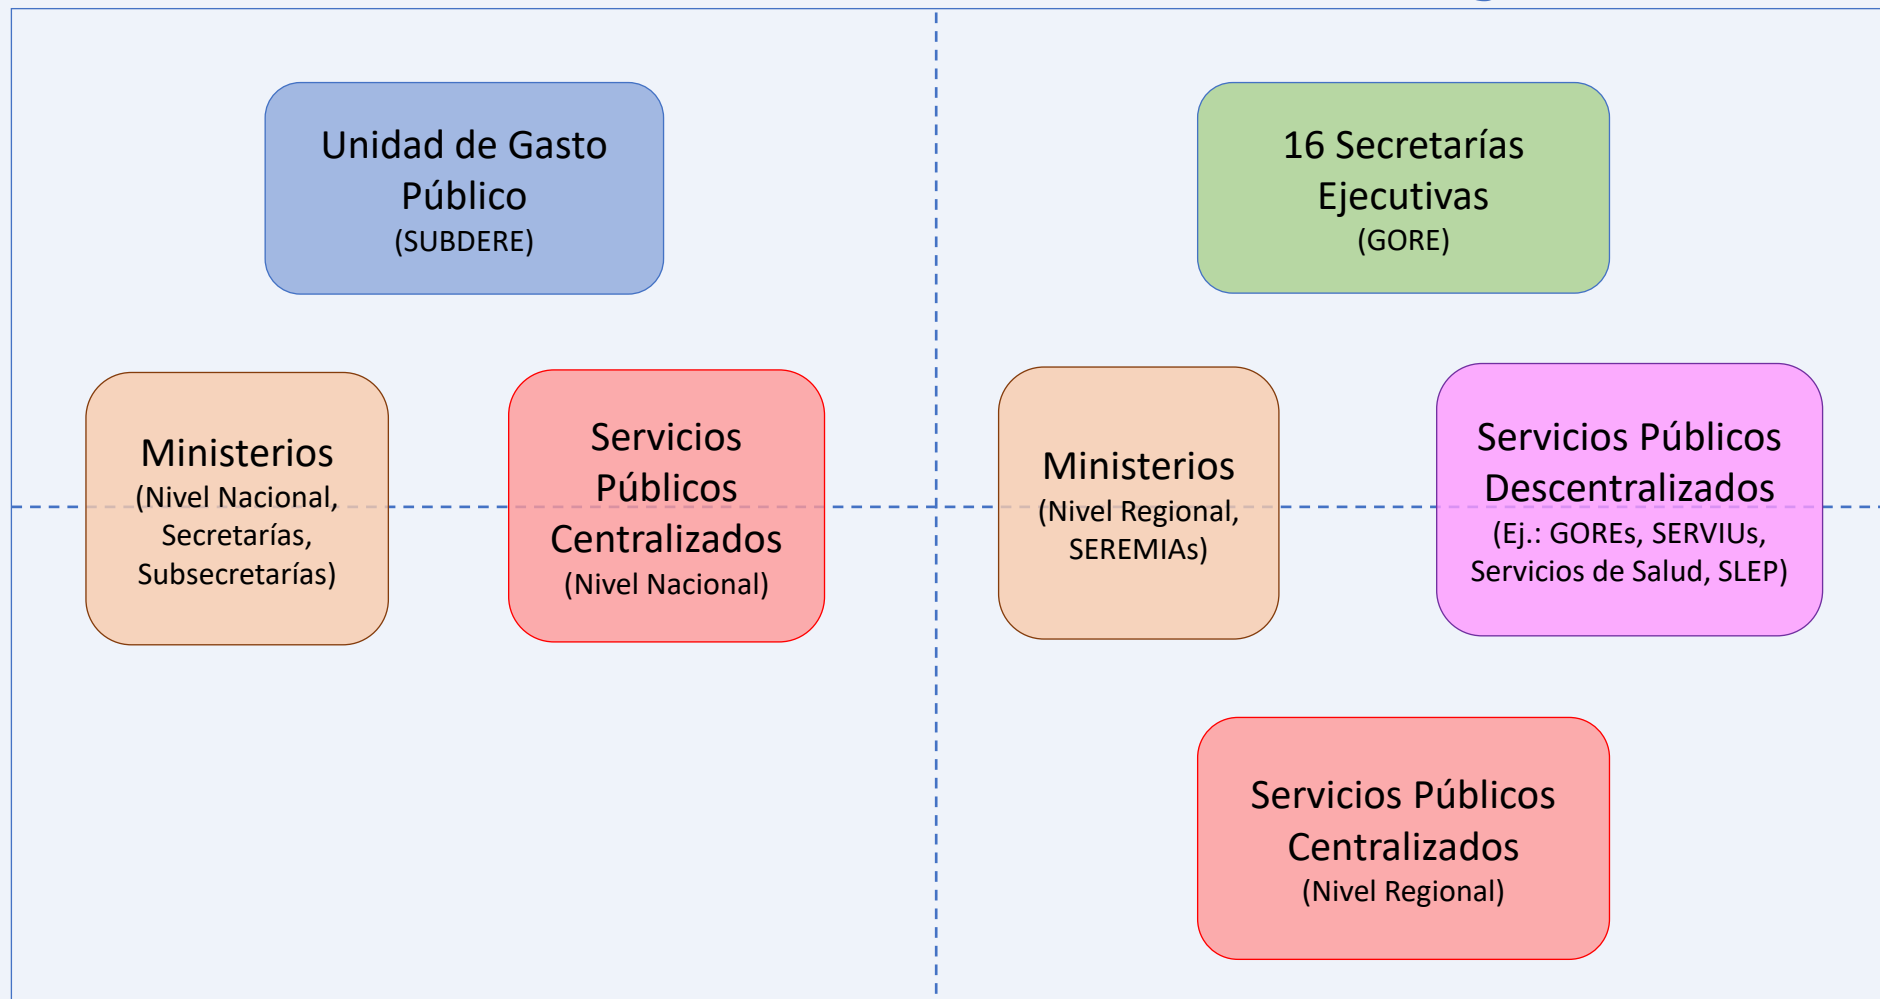 Unidad de Gasto
Público
(SUBDERE)
16 Secretarías
Ejecutivas
(GORE)
Ministerios
(Nivel Nacional,
Secretarías,
Subsecretarías)
Servicios
Públicos
Centralizados
(Nivel Nacional)
Ministerios
(Nivel Regional,
SEREMIAs)
Servicios Públicos
Descentralizados
(Ej.: GOREs, SERVIUs,
Servicios de Salud, SLEP)
Servicios Públicos
Centralizados
(Nivel Regional)